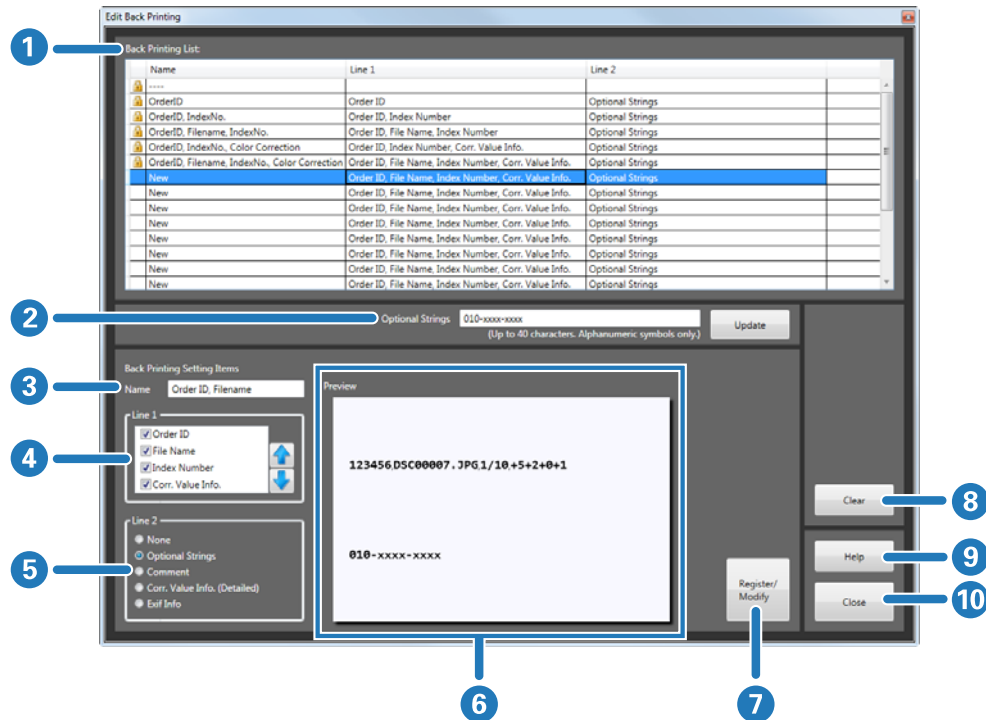 Edit Back Printing
1
Back Printing List:
Name Line 1 Line 2
----
OrderID Order ID Optional Strings
OrderID, IndexNo. Order ID, Index Number Optional Strings
OrderID, Filename, IndexNo. Order ID, File Name, Index Number Optional Strings
OrderID, IndexNo., Color Correction Order ID, Index Number, Corr. Value Info. Optional Strings
OrderID, Filename, IndexNo., Color Correction Order ID, File Name, Index Number, Corr. Value Info. Optional Strings
New Order ID, File Name, Index Number, Corr. Value Info. Optional Strings
New Order ID, File Name, Index Number, Corr. Value Info. Optional Strings
New Order ID, File Name, Index Number, Corr. Value Info. Optional Strings
New Order ID, File Name, Index Number, Corr. Value Info. Optional Strings
New Order ID, File Name, Index Number, Corr. Value Info. Optional Strings
New Order ID, File Name, Index Number, Corr. Value Info. Optional Strings
New Order ID, File Name, Index Number, Corr. Value Info. Optional Strings
New Order ID, File Name, Index Number, Corr. Value Info. Optional Strings
2
Optional Strings 010-xxxx-xxxx Update
(Up to 40 characters. Alphanumeric symbols only.)
Back Printing Setting Items
3
Name Order ID, Filename
Preview
4
Line 1
Order ID
File Name
Index Number
Corr. Value Info.
123456,DSC00007.JPG,1/10,+5+2+0+1
5
Line 2
None
Optional Strings
Comment
Corr. Value Info. (Detailed)
Exif Info
010-xxxx-xxxx
Register/
Modify
Clear 8
Help 9
Close 10
6
7